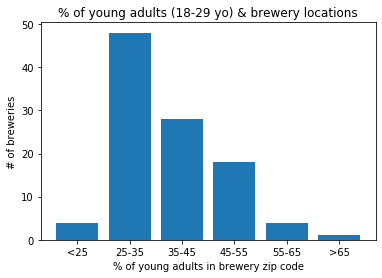 % of young adults (18-29 yo) & brewery locations
50
40
30
20
10
0
# of breweries
<25 25-35 35-45 45-55 55-65 >65
% of young adults in brewery zip code